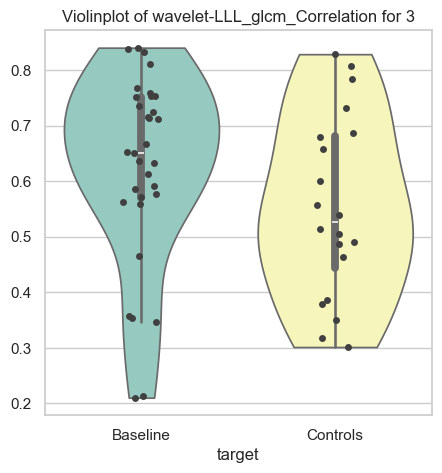 Violinplot of wavelet-LLL_glcm_Correlation for 3
0.8
0.7
0.6
0.5
0.4
0.3
0.2
Baseline Controls
target